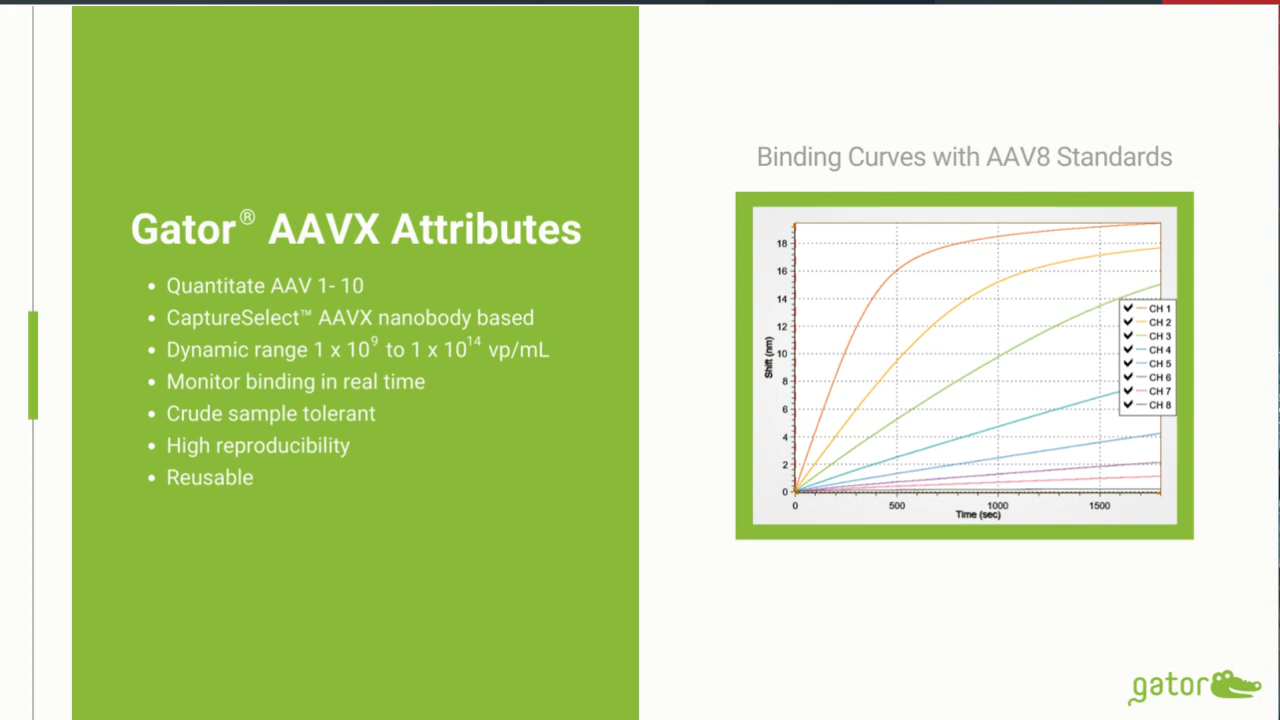 Gator® AAVX Attributes
• Quantitate AAV 1- 10
• CaptureSelect™ AAVX nanobody based
• Dynamic range 1 x 10⁹ to 1 x 10¹⁴ vp/mL
• Monitor binding in real time
• Crude sample tolerant
• High reproducibility
• Reusable
Binding Curves with AAV8 Standards
Shift (nm)
18
16
14
12
10
8
6
4
2
0
0 500 1000 1500
Time (sec)
CH 1
CH 2
CH 3
CH 4
CH 5
CH 6
CH 7
CH 8
gator